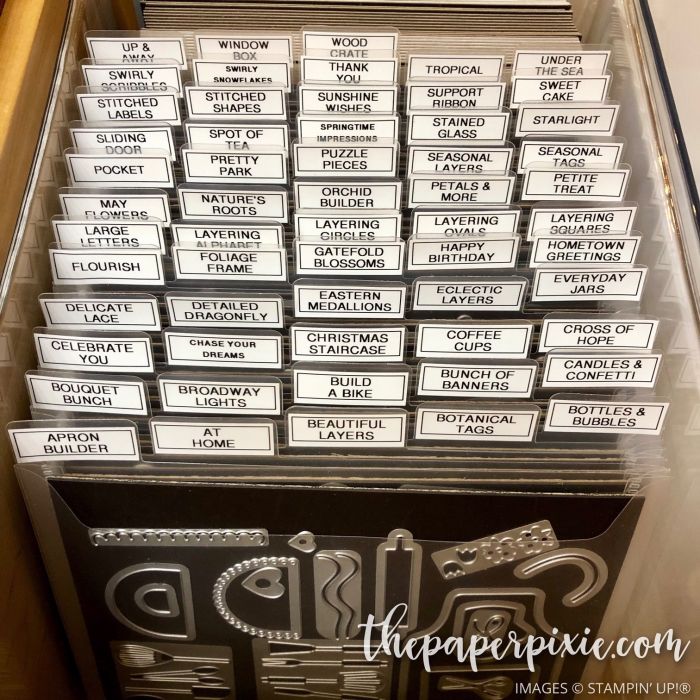 UP &
AWAY
WINDOW
BOX
WOOD
CRATE
SWIRLY
SCRIBBLES
SWIRLY
SNOWFLAKES
THANK
YOU
TROPICAL
UNDER
THE SEA
STITCHED
LABELS
STITCHED
SHAPES
SUNSHINE
WISHES
SUPPORT
RIBBON
SWEET
CAKE
SLIDING
DOOR
SPOT OF
TEA
SPRINGTIME
IMPRESSIONS
STAINED
GLASS
STARLIGHT
POCKET
PRETTY
PARK
PUZZLE
PIECES
SEASONAL
LAYERS
SEASONAL
TAGS
MAY
FLOWERS
NATURE'S
ROOTS
ORCHID
BUILDER
PETALS &
MORE
PETITE
TREAT
LARGE
LETTERS
LAYERING
ALPHABET
LAYERING
CIRCLES
LAYERING
OVALS
LAYERING
SQUARES
FLOURISH
FOLIAGE
FRAME
GATEFOLD
BLOSSOMS
HAPPY
BIRTHDAY
HOMETOWN
GREETINGS
DELICATE
LACE
DETAILED
DRAGONFLY
EASTERN
MEDALLIONS
ECLECTIC
LAYERS
EVERYDAY
JARS
CELEBRATE
YOU
CHASE YOUR
DREAMS
CHRISTMAS
STAIRCASE
COFFEE
CUPS
CROSS OF
HOPE
BOUQUET
BUNCH
BROADWAY
LIGHTS
BUILD
A BIKE
BUNCH OF
BANNERS
CANDLES &
CONFETTI
APRON
BUILDER
AT
HOME
BEAUTIFUL
LAYERS
BOTANICAL
TAGS
BOTTLES &
BUBBLES
thepaperpixie.com
IMAGES © STAMPIN' UP!®